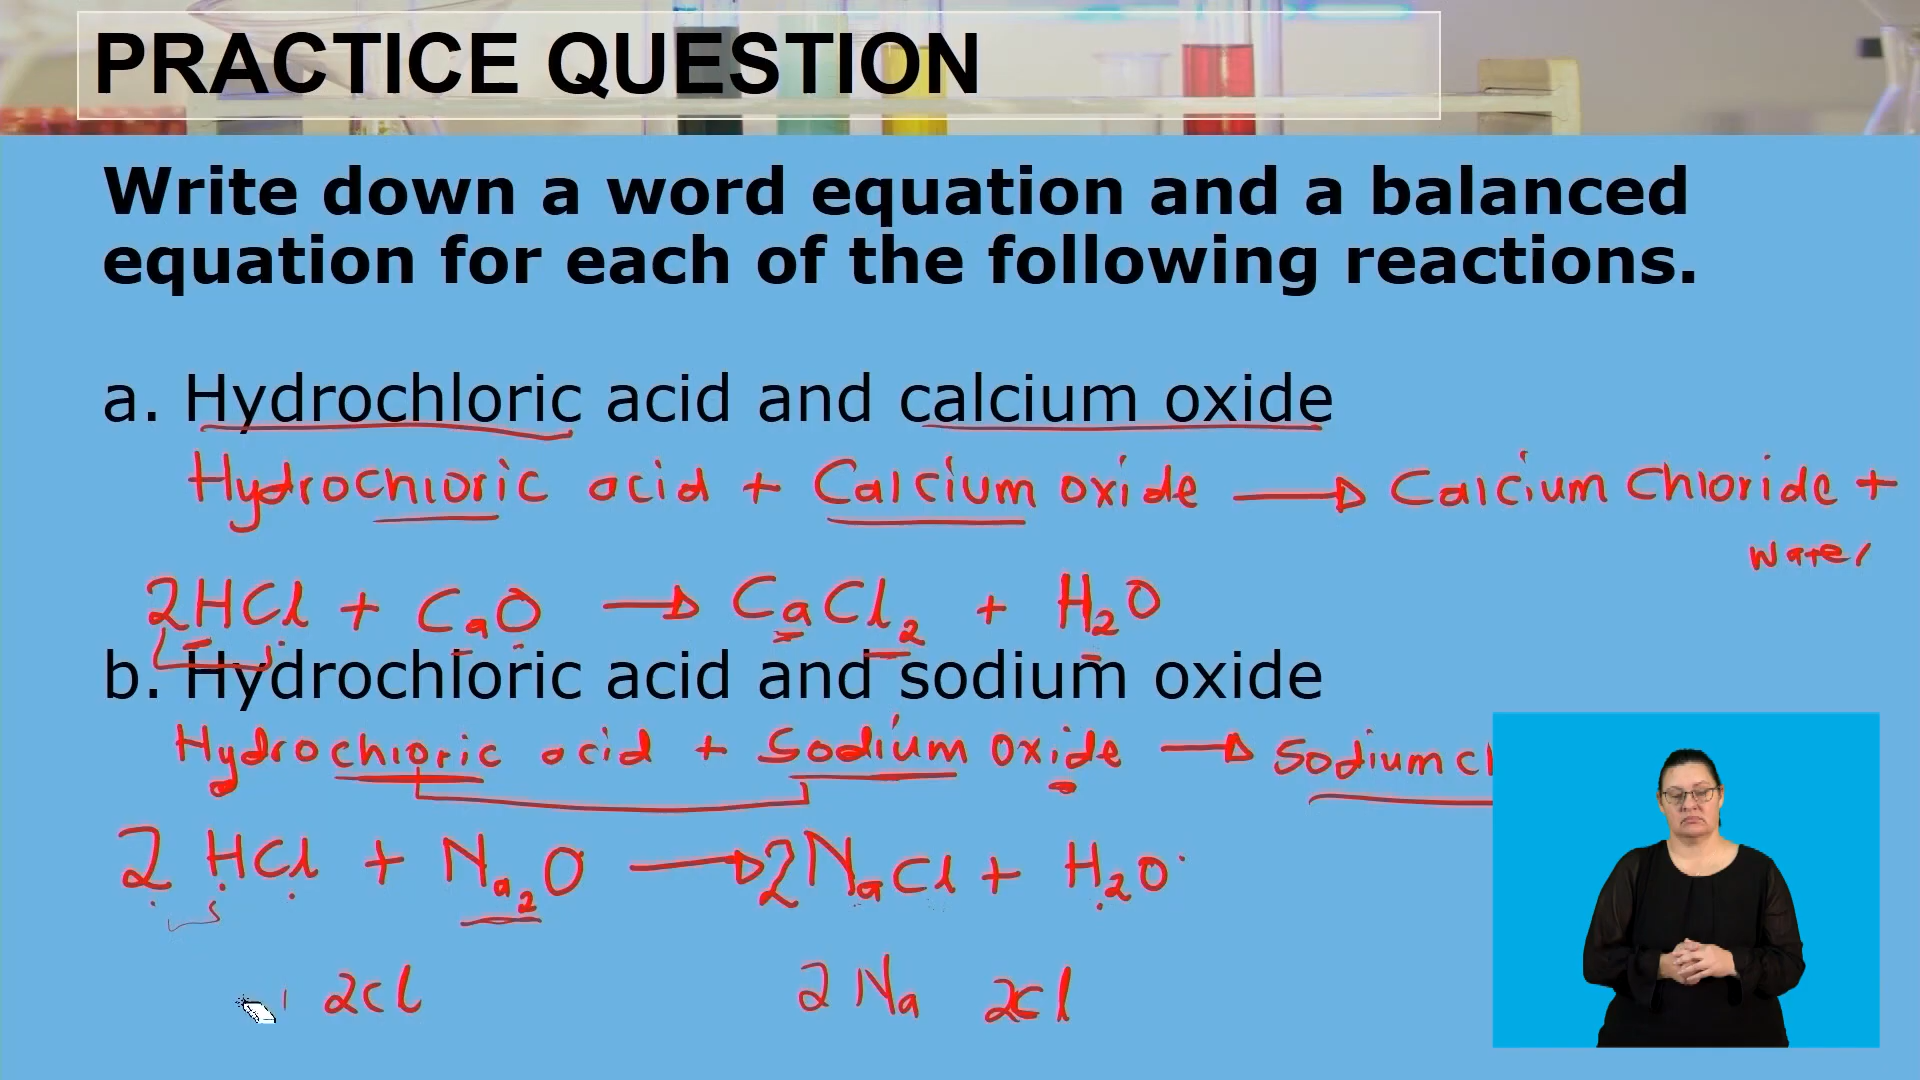 PRACTICE QUESTION
Write down a word equation and a balanced
equation for each of the following reactions.
a. Hydrochloric acid and calcium oxide
Hydrochloric acid + Calcium oxide → Calcium Chloride +
water
2HCl + CaO → CaCl₂ + H₂O
b. Hydrochloric acid and sodium oxide
Hydrochloric acid + Sodium oxide → Sodium
2 HCl + Na₂O → 2NaCl + H₂O
2Cl 2 Na 2Cl